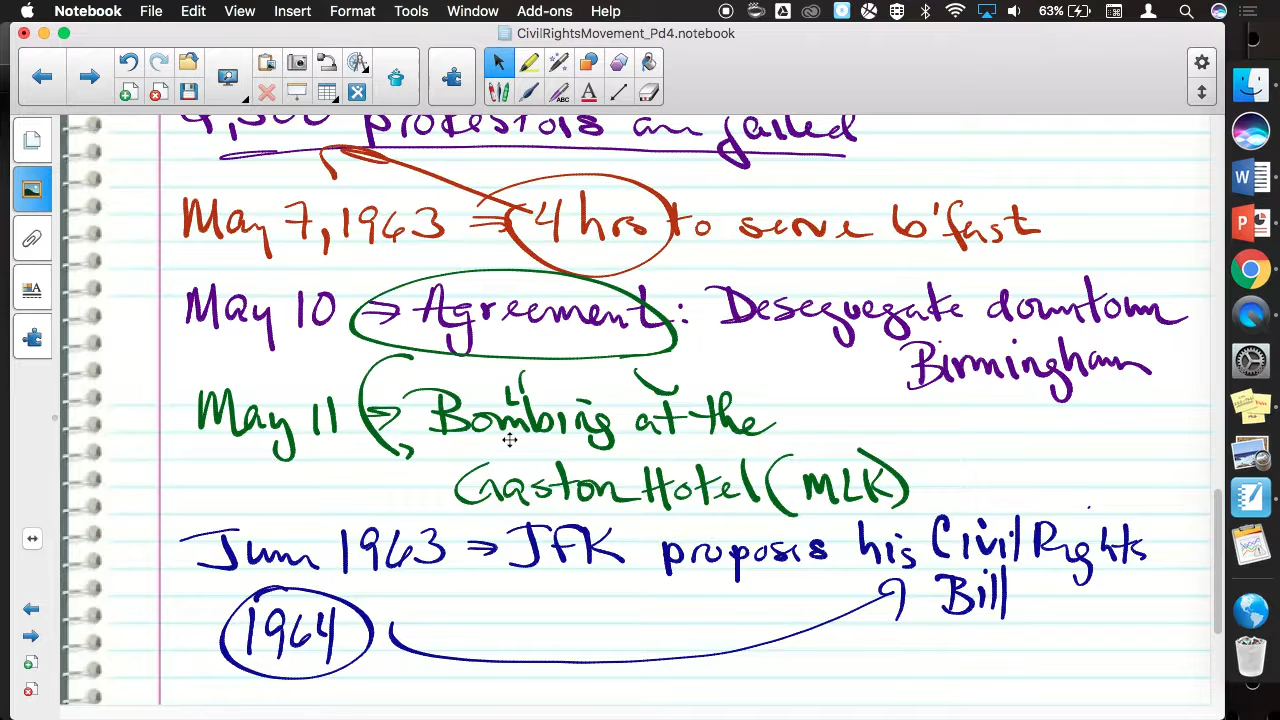 Notebook File Edit View Insert Format Tools Window Add-ons Help 63%
CivilRightsMovement_Pd4.notebook
protestors are jailed
May 7, 1963 ⇒ 4 hrs to serve b'fast
May 10 ⇒ Agreement: Desegregate downtown
Birmingham
May 11 ⇒ Bombing at the
Gaston Hotel (MLK)
June 1963 ⇒ JFK proposes his Civil Rights
Bill
1964